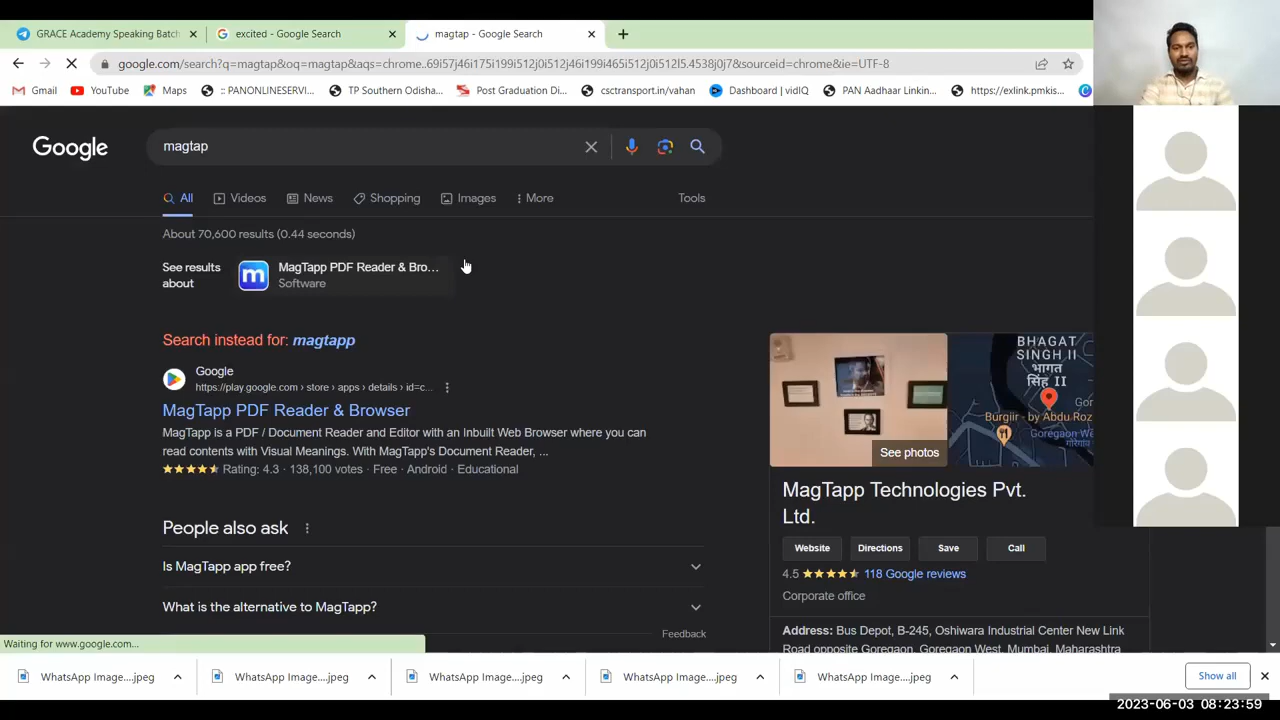 GRACE Academy Speaking Batch
excited - Google Search
magtap - Google Search
google.com/search?q=magtap&oq=magtap&aqs=chrome..69i57j46i175i199i512j0i512j46i199i465i512j0i512l5.4538j0j7&sourceid=chrome&ie=UTF-8
Gmail
YouTube
Maps
:: PANONLINESERVI...
TP Southern Odisha...
Post Graduation Di...
csctransport.in/vahan
Dashboard | vidIQ
PAN Aadhaar Linkin...
https://exlink.pmkis...
Google
magtap
All
Videos
News
Shopping
Images
More
Tools
About 70,600 results (0.44 seconds)
See results about
MagTapp PDF Reader & Bro...
Software
Search instead for: magtapp
Google
https://play.google.com › store › apps › details › id=c...
MagTapp PDF Reader & Browser
MagTapp is a PDF / Document Reader and Editor with an Inbuilt Web Browser where you
can read contents with Visual Meanings. With MagTapp's Document Reader, ...
Rating: 4.3 · 138,100 votes · Free · Android · Educational
People also ask
Is MagTapp app free?
What is the alternative to MagTapp?
Feedback
See photos
BHAGAT
SINGH II
भगत
सिंह II
Burgiir - by Abdu Roz
Goregaon We
MagTapp Technologies Pvt.
Ltd.
Website
Directions
Save
Call
4.5
118 Google reviews
Corporate office
Address: Bus Depot, B-245, Oshiwara Industrial Center New Link
Road opposite Goregaon, Goregaon West, Mumbai, Maharashtra
Waiting for www.google.com...
WhatsApp Image....jpeg
WhatsApp Image....jpeg
WhatsApp Image....jpeg
WhatsApp Image....jpeg
WhatsApp Image....jpeg
Show all
2023-06-03 08:23:59